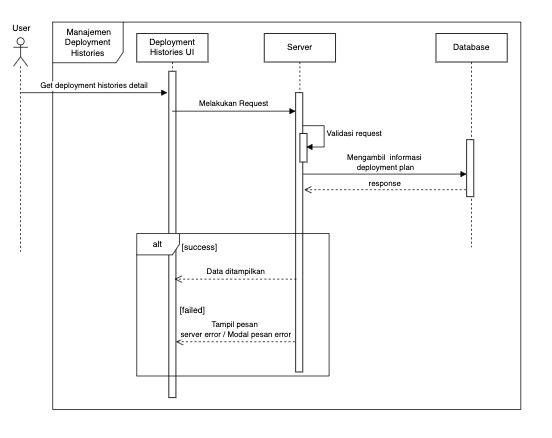 User
Manajemen
Deployment
Histories
Deployment
Histories UI
Server
Database
Get deployment histories detail
Melakukan Request
Validasi request
Mengambil informasi
deployment plan
response
alt
[success]
Data ditampilkan
[failed]
Tampil pesan
server error / Modal pesan error